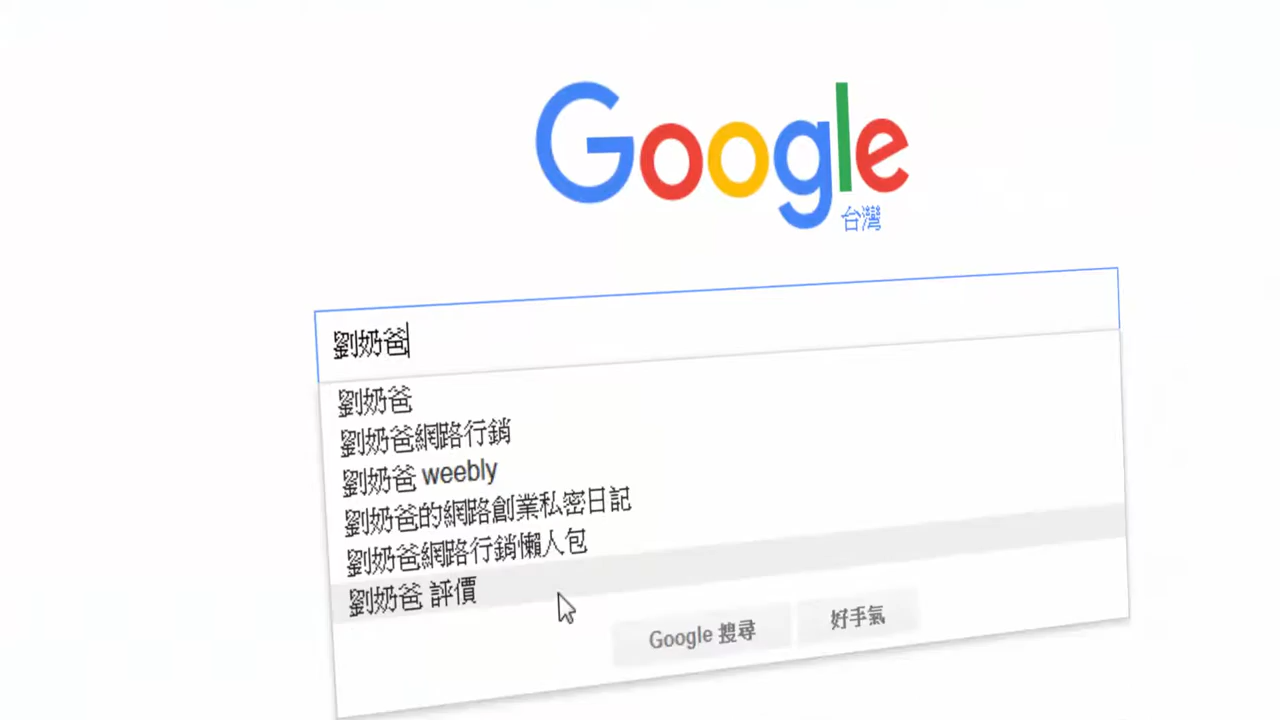 Google
台灣
劉奶爸
劉奶爸
劉奶爸網路行銷
劉奶爸 weebly
劉奶爸的網路創業私密日記
劉奶爸網路行銷懶人包
劉奶爸 評價
Google 搜尋
好手氣